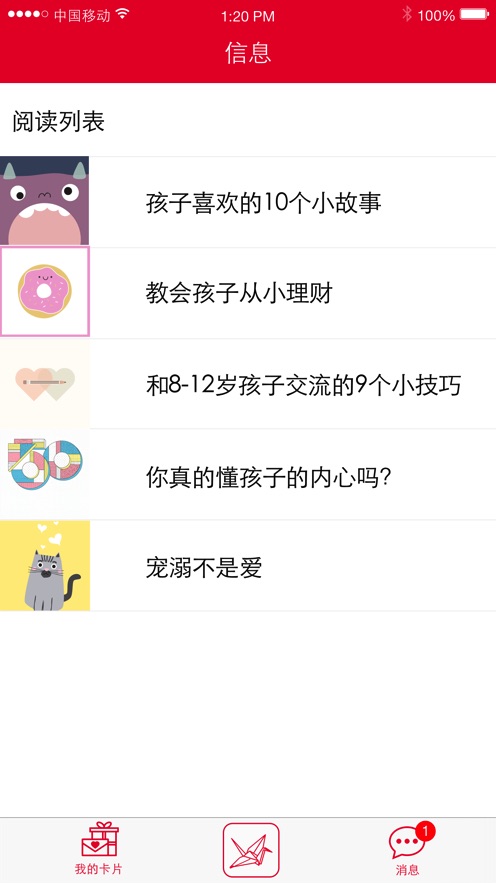 中国移动
1:20 PM
100%
信息
阅读列表
孩子喜欢的10个小故事
教会孩子从小理财
和8-12岁孩子交流的9个小技巧
你真的懂孩子的内心吗?
宠溺不是爱
1
我的卡片
消息